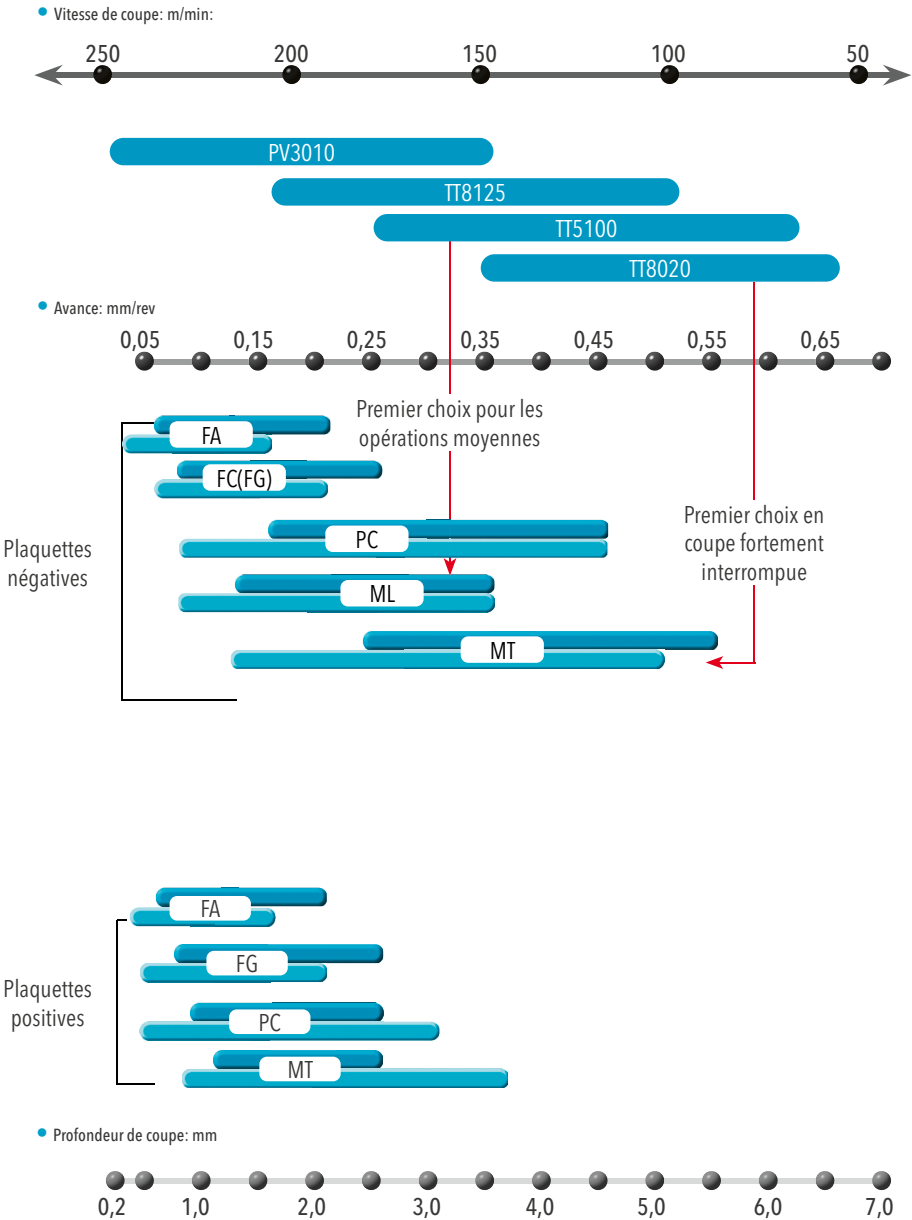 • Vitesse de coupe: m/min:
250 200 150 100 50
PV3010
TT8125
TT5100
TT8020
• Avance: mm/rev
0,05 0,15 0,25 0,35 0,45 0,55 0,65
Premier choix pour les
opérations moyennes
FA
FC(FG)
PC
ML
MT
Plaquettes
négatives
Premier choix en
coupe fortement
interrompue
FA
FG
PC
MT
Plaquettes
positives
• Profondeur de coupe: mm
0,2 1,0 2,0 3,0 4,0 5,0 6,0 7,0